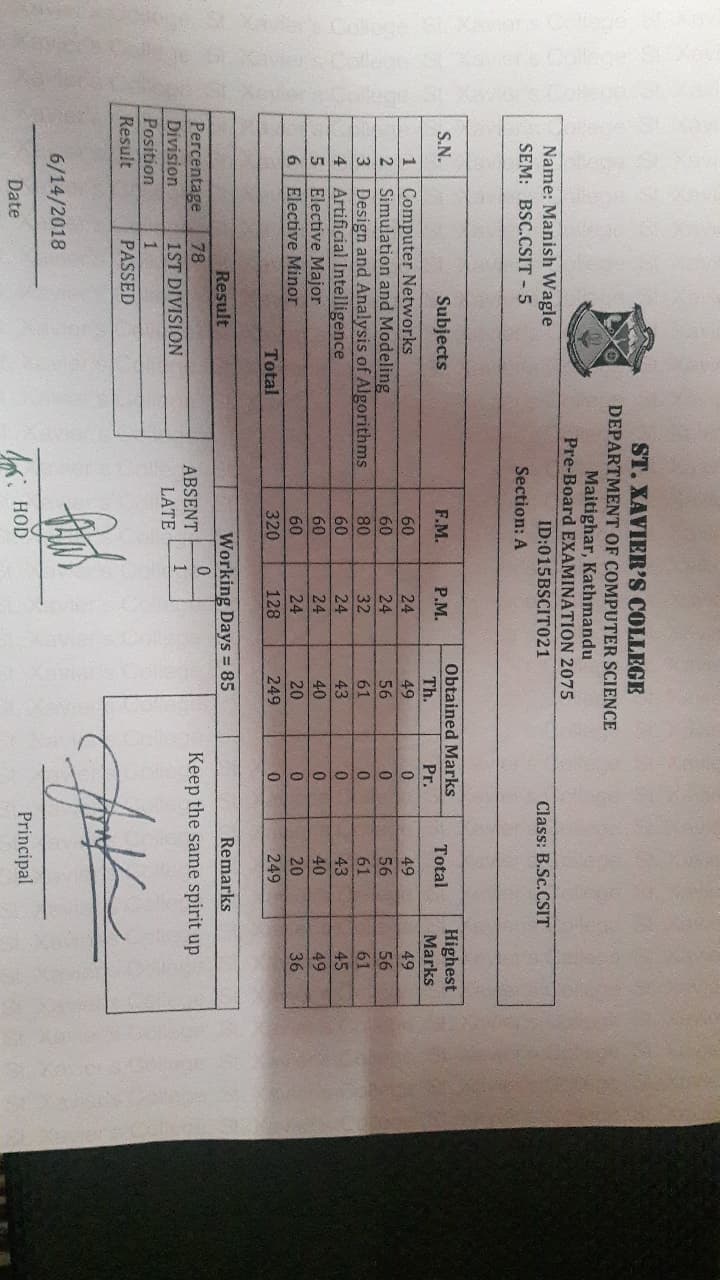 ST. XAVIER'S COLLEGE
DEPARTMENT OF COMPUTER SCIENCE
Maitighar, Kathmandu
Pre-Board EXAMINATION 2075
Name: Manish Wagle ID:015BSCIT021 Class: B.Sc.CSIT
SEM: BSC.CSIT – 5 Section: A
S.N. Subjects F.M. P.M. Obtained Marks Total Highest Marks
Th. Pr.
1 Computer Networks 60 24 49 0 49 49
2 Simulation and Modeling 60 24 56 0 56 56
3 Design and Analysis of Algorithms 80 32 61 0 61 61
4 Artificial Intelligence 60 24 43 0 43 45
5 Elective Major 60 24 40 0 40 49
6 Elective Minor 60 24 20 0 20 36
Total 320 128 249 0 249
Result Working Days = 85 Remarks
Percentage 78 ABSENT 0 Keep the same spirit up
Division 1ST DIVISION LATE 1
Position 1
Result PASSED
6/14/2018
Date for: HOD Principal